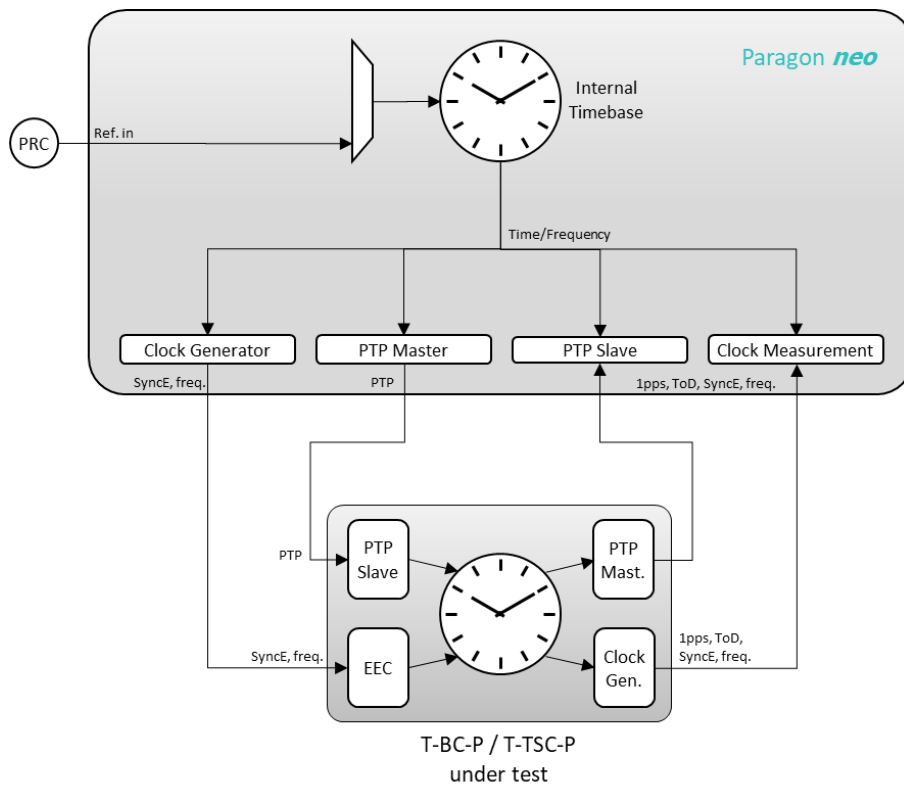 Paragon neo
Internal
Timebase
PRC
Ref. in
Time/Frequency
Clock Generator
PTP Master
PTP Slave
Clock Measurement
SyncE, freq.
PTP
1pps, ToD, SyncE, freq.
PTP
PTP
Slave
PTP
Mast.
SyncE, freq.
EEC
Clock
Gen.
1pps, ToD,
SyncE, freq.
T-BC-P / T-TSC-P
under test